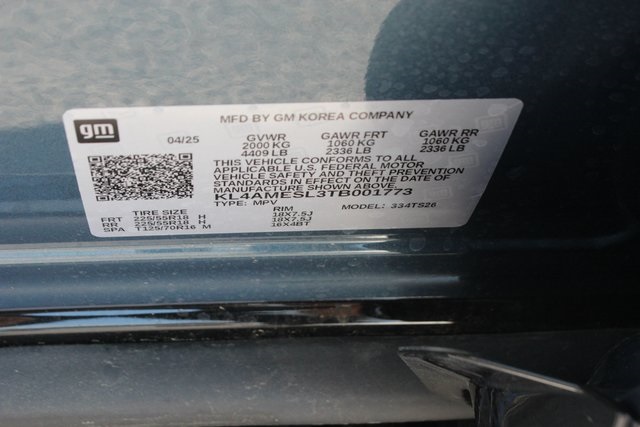 gm
MFD BY GM KOREA COMPANY
04/25 GVWR GAWR FRT GAWR RR
2000 KG 1060 KG 1060 KG
4409 LB 2336 LB 2336 LB
THIS VEHICLE CONFORMS TO ALL
APPLICABLE U.S. FEDERAL MOTOR
VEHICLE SAFETY AND THEFT PREVENTION
STANDARDS IN EFFECT ON THE DATE OF
MANUFACTURE SHOWN ABOVE.
KL4AMESL3TB001773
TYPE: MPV MODEL: 334TS26
TIRE SIZE RIM
FRT 225/55R18 H 18X7.5J
RR 225/55R18 H 18X7.5J
SPA T125/70R16 M 16X4BT